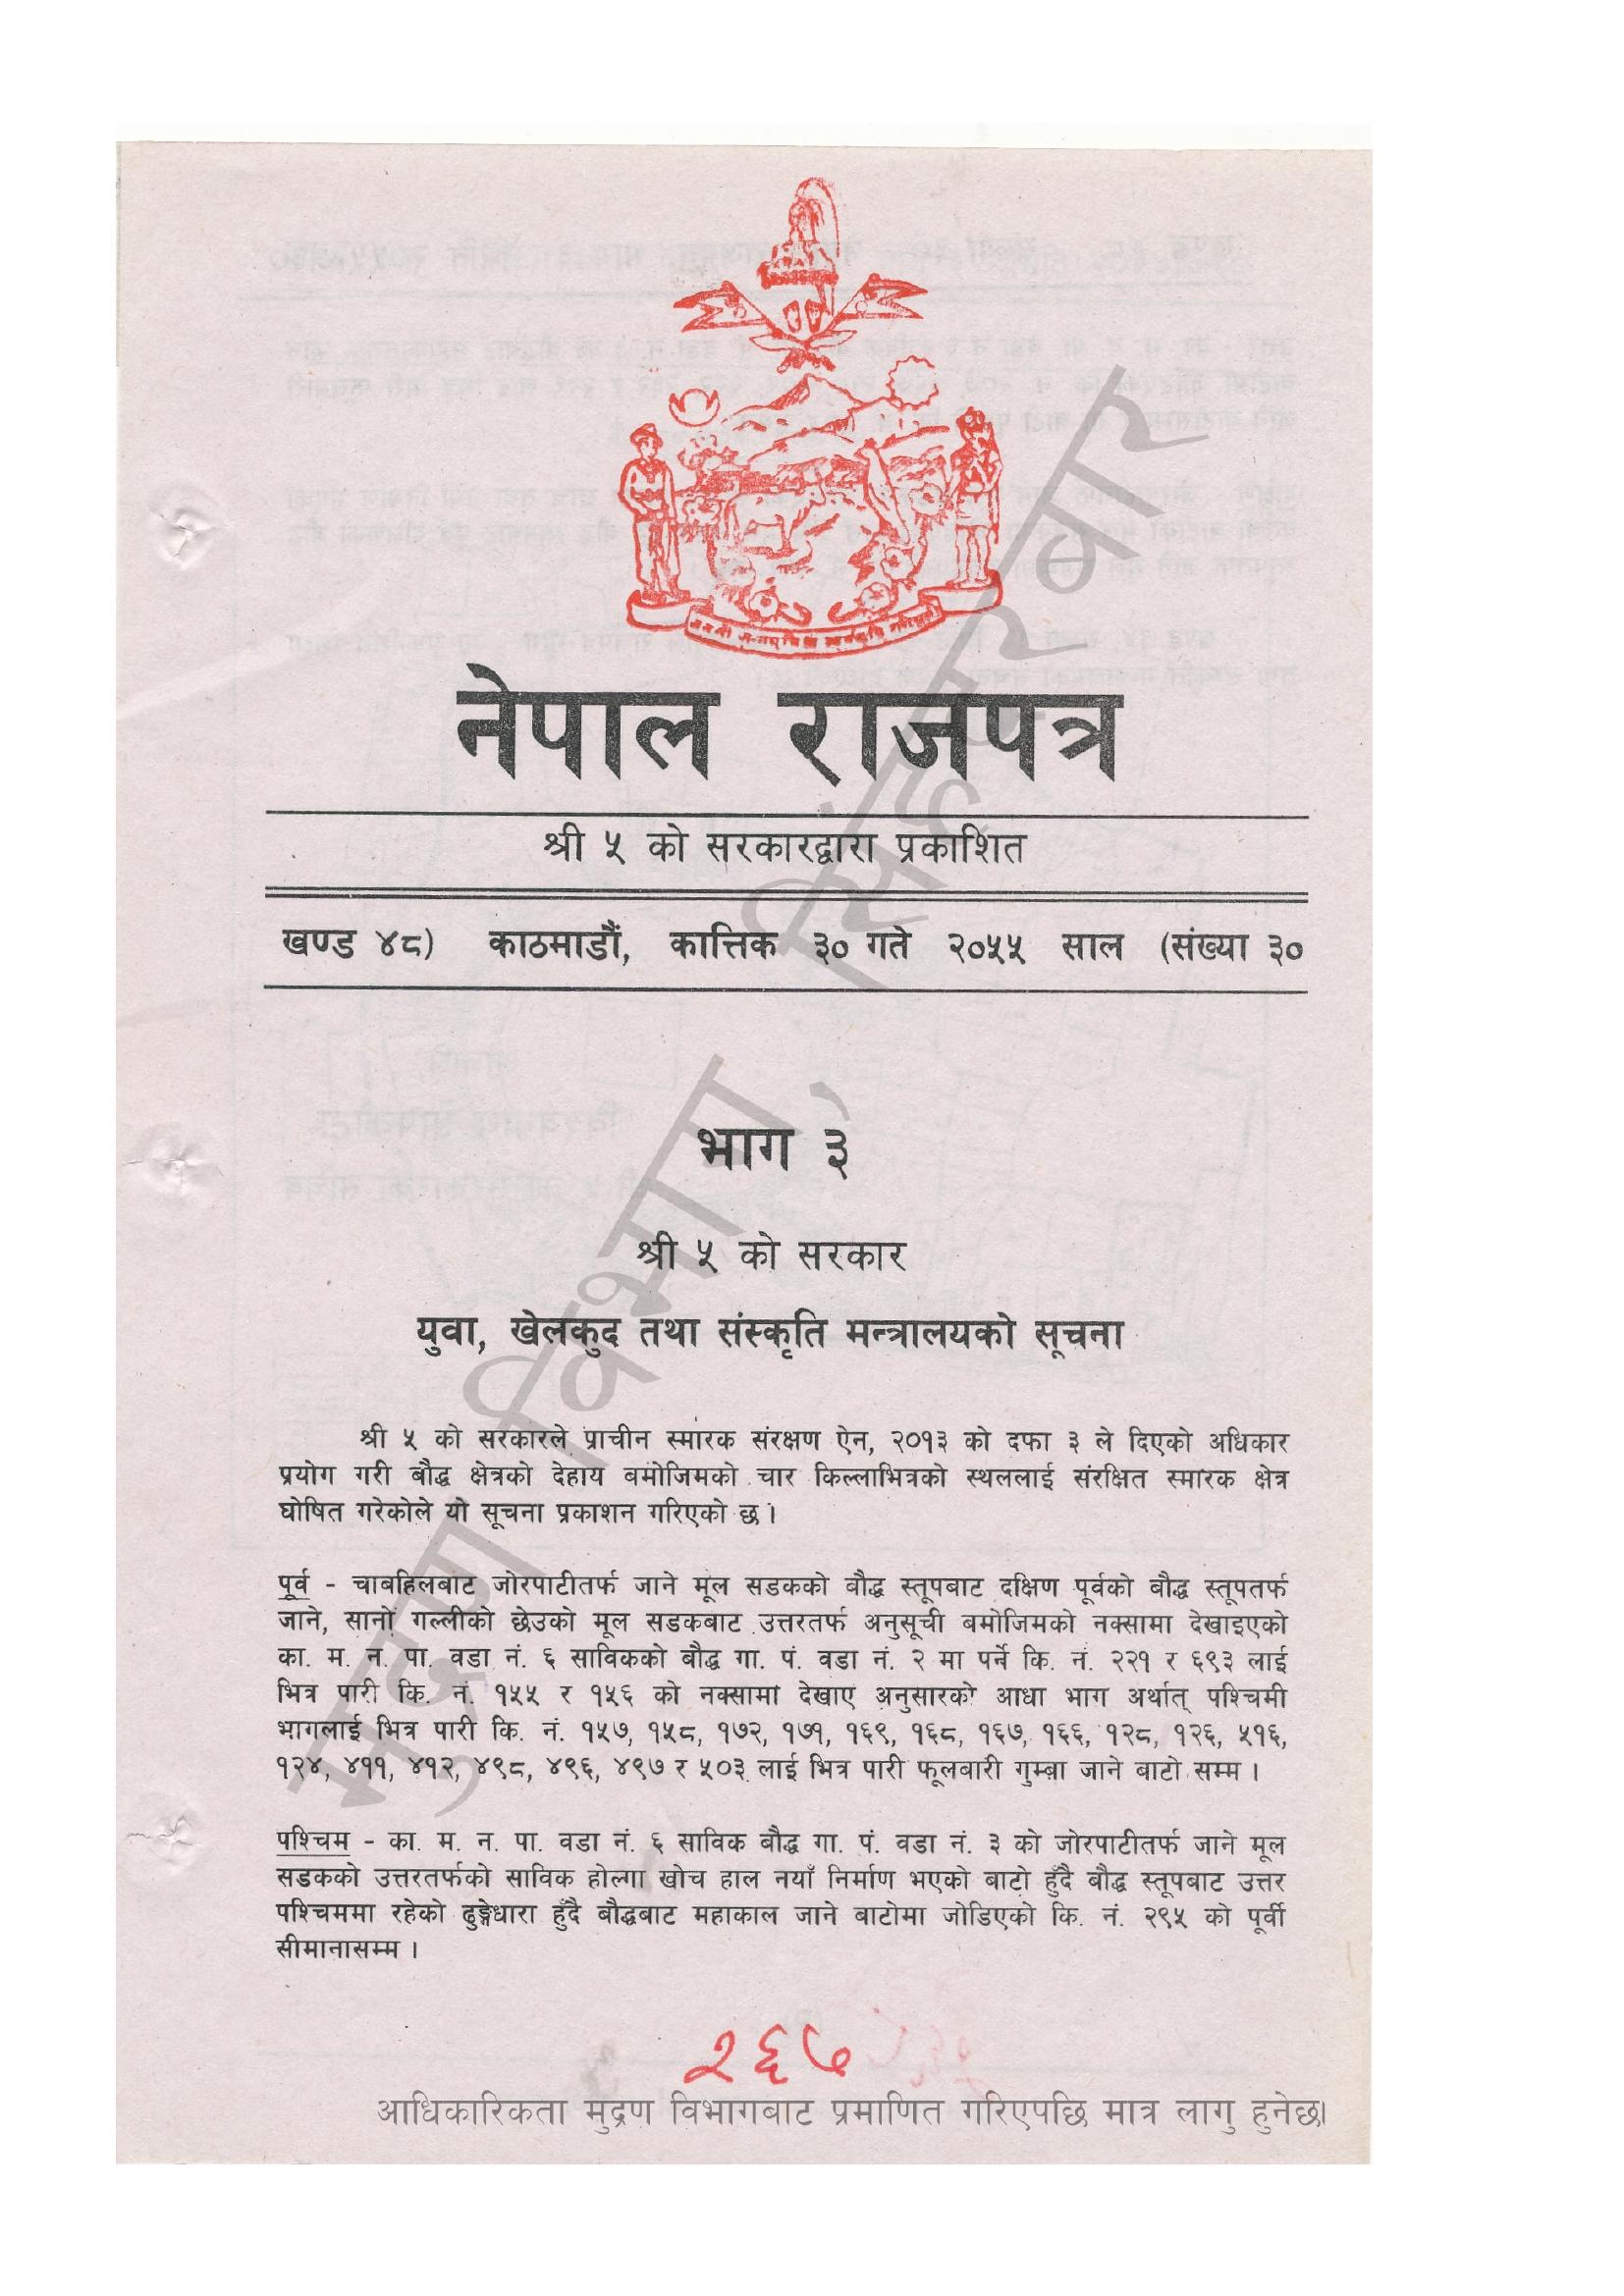 नेपाल राजपत्र
श्री ५ को सरकारद्वारा प्रकाशित
खण्ड ४८) काठमाडौं, कात्तिक ३० गते २०५५ साल (संख्या ३०
भाग ३
श्री ५ को सरकार
युवा, खेलकुद तथा संस्कृति मन्त्रालयको सूचना
श्री ५ को सरकारले प्राचीन स्मारक संरक्षण ऐन, २०१३ को दफा ३ ले दिएको अधिकार
प्रयोग गरी बौद्ध क्षेत्रको देहाय बमोजिमको चार किल्लाभित्रको स्थललाई संरक्षित स्मारक क्षेत्र
घोषित गरेकोले यो सूचना प्रकाशन गरिएको छ ।
पूर्व - चाबहिलबाट जोरपाटीतर्फ जाने मूल सडकको बौद्ध स्तूपबाट दक्षिण पूर्वको बौद्ध स्तूपतर्फ
जाने, सानो गल्लीको छेउको मूल सडकबाट उत्तरतर्फ अनुसूची बमोजिमको नक्सामा देखाइएको
का. म. न. पा. वडा नं. ६ साविकको बौद्ध गा. पं. वडा नं. २ मा पर्ने कि. नं. २२१ र ६९३ लाई
भित्र पारी कि. नं. १५५ र १५६ को नक्सामा देखाए अनुसारको आधा भाग अर्थात् पश्चिमी
भागलाई भित्र पारी कि. नं. १५७, १५८, १७२, १७१, १६९, १६८, १६७, १६६, १२८, १२६, ५१६,
१२४, ४११, ४१२, ४९८, ४९६, ४९७ र ५०३ लाई भित्र पारी फूलबारी गुम्बा जाने बाटो सम्म ।
पश्चिम - का. म. न. पा. वडा नं. ६ साविक बौद्ध गा. पं. वडा नं. ३ को जोरपाटीतर्फ जाने मूल
सडकको उत्तरतर्फको साविक होल्गा खोच हाल नयाँ निर्माण भएको बाटो हुँदै बौद्ध स्तूपबाट उत्तर
पश्चिममा रहेको ढुङ्गेधारा हुँदै बौद्धबाट महाकाल जाने बाटोमा जोडिएको कि. नं. २९५ को पूर्वी
सीमानासम्म ।
२६७
आधिकारिकता मुद्रण विभागबाट प्रमाणित गरिएपछि मात्र लागु हुनेछ।
मुद्रण विभाग, सिंहदरवार